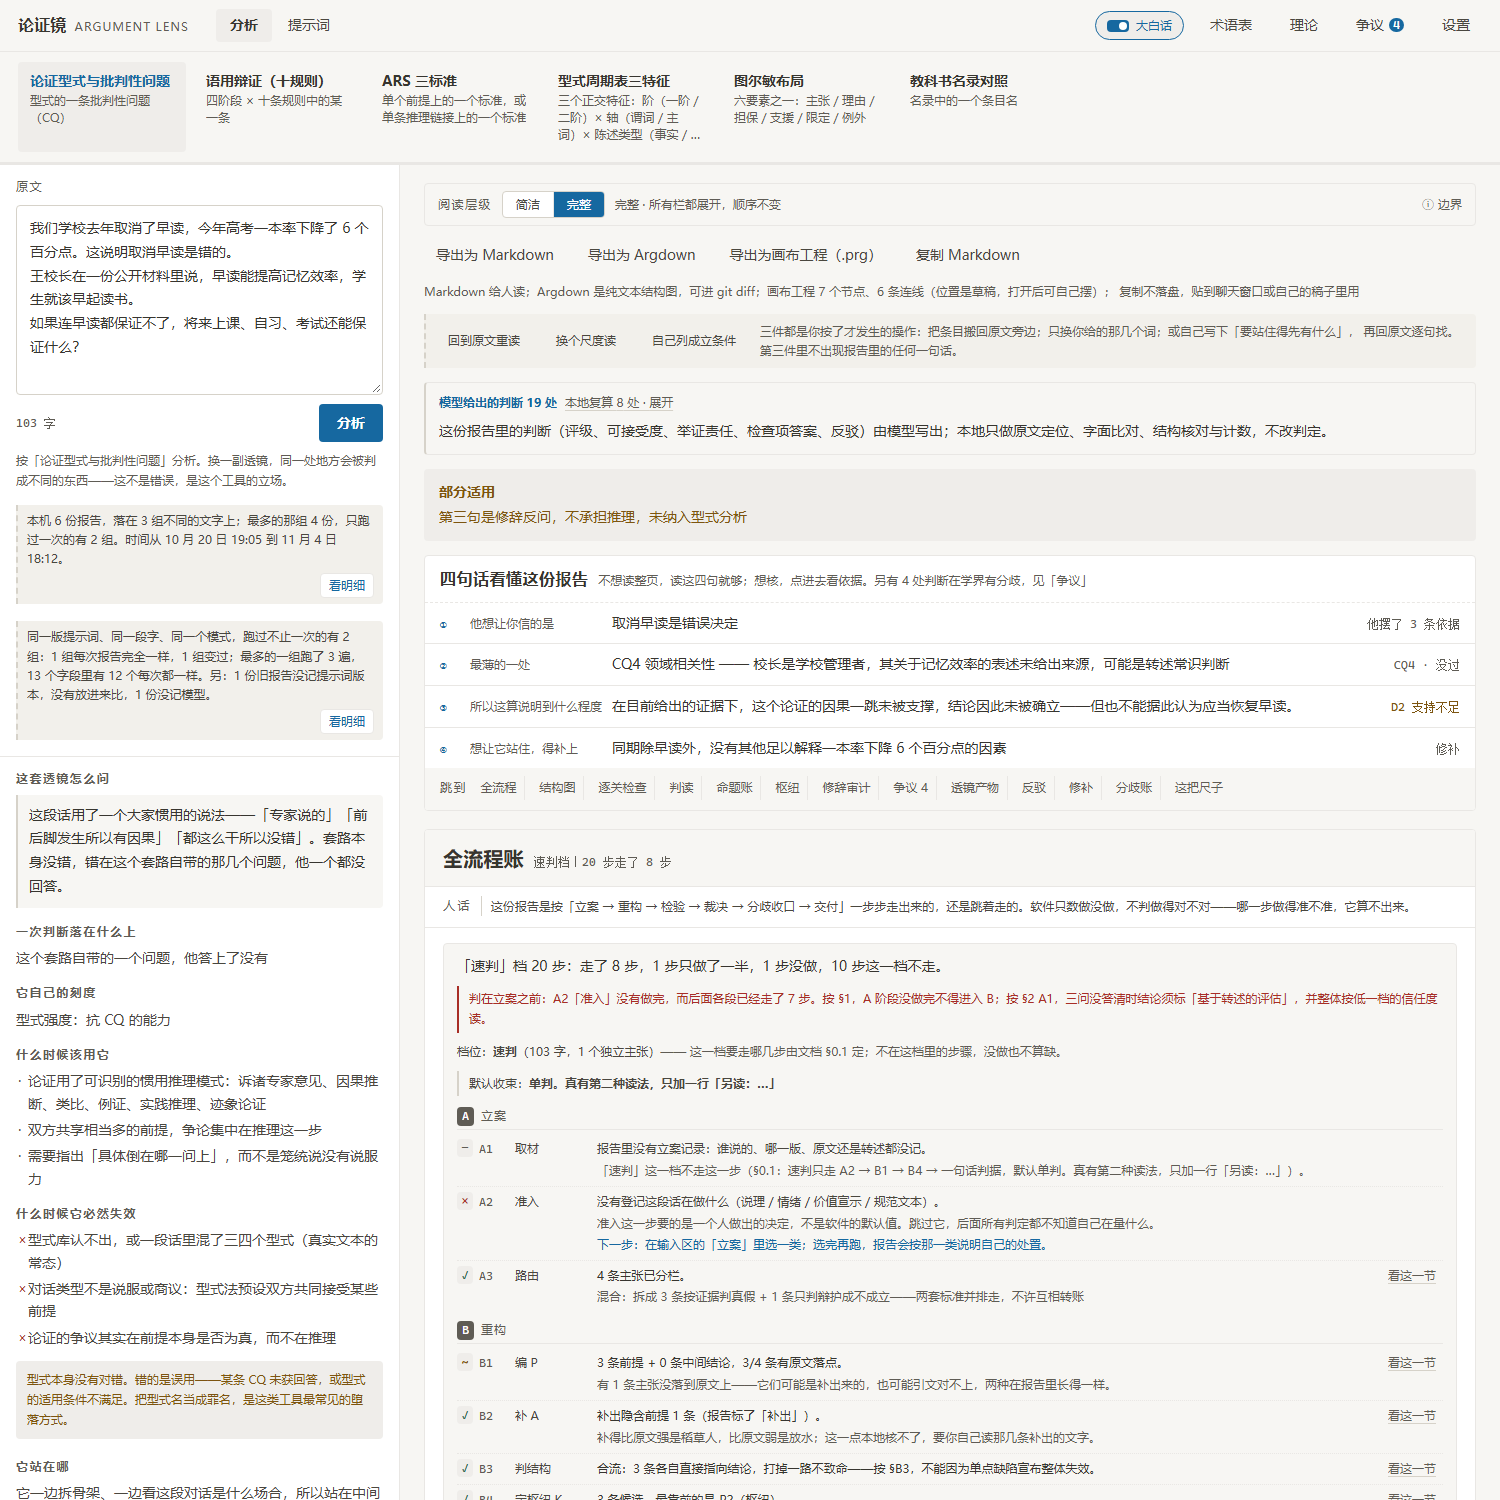 论证镜 ARGUMENT LENS 分析 提示词 大白话 术语表 理论 争议 4 设置
论证型式与批判性问题
型式的一条批判性问题
（CQ）
语用辩证（十规则）
四阶段 × 十条规则中的某
一条
ARS 三标准
单个前提上的一个标准，或
单条推理链接上的一个标准
型式周期表三特征
三个正交特征：阶（一阶 /
二阶）× 轴（谓词 / 主
词）× 陈述类型（事实 / ...
图尔敏布局
六要素之一：主张 / 理由 /
担保 / 支援 / 限定 / 例外
教科书名录对照
名录中的一个条目名
原文
我们学校去年取消了早读，今年高考一本率下降了 6 个
百分点。这说明取消早读是错的。
王校长在一份公开材料里说，早读能提高记忆效率，学
生就该早起读书。
如果连早读都保证不了，将来上课、自习、考试还能保
证什么？
103 字
分析
按「论证型式与批判性问题」分析。换一副透镜，同一处地方会被判
成不同的东西——这不是错误，是这个工具的立场。
本机 6 份报告，落在 3 组不同的文字上；最多的那组 4 份，只跑
过一次的有 2 组。时间从 10 月 20 日 19:05 到 11 月 4 日
18:12。
看明细
同一版提示词、同一段字、同一个模式，跑过不止一次的有 2
组：1 组每次报告完全一样，1 组变过；最多的一组跑了 3 遍，
13 个字段里有 12 个每次都一样。另：1 份旧报告没记提示词版
本，没有放进来比，1 份没记模型。
看明细
这套透镜怎么问
这段话用了一个大家惯用的说法——「专家说的」「前
后脚发生所以有因果」「都这么干所以没错」。套路本
身没错，错在这个套路自带的那几个问题，他一个都没
回答。
一次判断落在什么上
这个套路自带的一个问题，他答上了没有
它自己的刻度
型式强度：抗 CQ 的能力
什么时候该用它
· 论证用了可识别的惯用推理模式：诉诸专家意见、因果推
断、类比、例证、实践推理、迹象论证
· 双方共享相当多的前提，争论集中在推理这一步
· 需要指出「具体倒在哪一问上」，而不是笼统说没有说服
力
什么时候它必然失效
×型式库认不出，或一段话里混了三四个型式（真实文本的
常态）
×对话类型不是说服或商议：型式法预设双方共同接受某些
前提
×论证的争议其实在前提本身是否为真，而不在推理
型式本身没有对错。错的是误用——某条 CQ 未获回答，或型式
的适用条件不满足。把型式名当成罪名，是这类工具最常见的堕
落方式。
它站在哪
它一边拆骨架、一边看这段对话是什么场合，所以站在中间
阅读层级 简洁 完整 完整 · 所有栏都展开，顺序不变 ⓘ 边界
导出为 Markdown 导出为 Argdown 导出为画布工程（.prg） 复制 Markdown
Markdown 给人读；Argdown 是纯文本结构图，可进 git diff；画布工程 7 个节点、6 条连线（位置是草稿，打开后可自己摆）； 复制不落盘，贴到聊天窗口或自己的稿子里用
回到原文重读 换个尺度读 自己列成立条件
三件都是你按了才发生的操作：把条目搬回原文旁边；只换你给的那几个词；或自己写下「要站住得先有什么」， 再回原文逐句找。
第三件里不出现报告里的任何一句话。
模型给出的判断 19 处 本地复算 8 处 · 展开
这份报告里的判断（评级、可接受度、举证责任、检查项答案、反驳）由模型写出；本地只做原文定位、字面比对、结构核对与计数，不改判定。
部分适用
第三句是修辞反问，不承担推理，未纳入型式分析
四句话看懂这份报告 不想读整页，读这四句就够；想核，点进去看依据。另有 4 处判断在学界有分歧，见「争议」
① 他想让你信的是 取消早读是错误决定 他摆了 3 条依据
② 最薄的一处 CQ4 领域相关性 —— 校长是学校管理者，其关于记忆效率的表述未给出来源，可能是转述常识判断 CQ4 · 没过
③ 所以这算说明到什么程度 在目前给出的证据下，这个论证的因果一跳未被支撑，结论因此未被确立——但也不能据此认为应当恢复早读。 D2 支持不足
④ 想让它站住，得补上 同期除早读外，没有其他足以解释一本率下降 6 个百分点的因素 修补
跳到 全流程 结构图 逐关检查 判读 命题账 枢纽 修辞审计 争议 4 透镜产物 反驳 修补 分歧账 这把尺子
全流程账 速判档丨20 步走了 8 步
人话 这份报告是按「立案 → 重构 → 检验 → 裁决 → 分歧收口 → 交付」一步步走出来的，还是跳着走的。软件只数做没做，不判做得对不对——哪一步做得准不准，它算不出来。
「速判」档 20 步：走了 8 步，1 步只做了一半，1 步没做，10 步这一档不走。
判在立案之前：A2「准入」没有做完，而后面各段已经走了 7 步。按 §1，A 阶段没做完不得进入 B；按 §2 A1，三问没答清时结论须标「基于转述的评估」，并整体按低一档的信任度
读。
档位：速判（103 字，1 个独立主张）—— 这一档要走哪几步由文档 §0.1 定；不在这档里的步骤，没做也不算缺。
默认收束：单判。真有第二种读法，只加一行「另读：...」
A 立案
– A1 取材 报告里没有立案记录：谁说的、哪一版、原文还是转述都没记。
「速判」这一档不走这一步（§0.1：速判只走 A2 → B1 → B4 → 一句话判据，默认单判。真有第二种读法，只加一行「另读：...」）。
× A2 准入 没有登记这段话在做什么（说理 / 情绪 / 价值宣示 / 规范文本）。
准入这一步要的是一个人做出的决定，不是软件的默认值。跳过它，后面所有判定都不知道自己在量什么。
下一步：在输入区的「立案」里选一类；选完再跑，报告会按那一类说明自己的处置。
✓ A3 路由 4 条主张已分栏。 看这一节
混合：拆成 3 条按证据判真假 + 1 条只判辩护成不成立——两套标准并排走，不许互相转账
B 重构
~ B1 编 P 3 条前提 + 0 条中间结论，3/4 条有原文落点。 看这一节
有 1 条主张没落到原文上——它们可能是补出来的，也可能引文对不上，两种在报告里长得一样。
✓ B2 补 A 补出隐含前提 1 条（报告标了「补出」）。 看这一节
补得比原文强是稻草人，比原文弱是放水；这一点本地核不了，要你自己读那几条补出的文字。
✓ B3 判结构 合流：3 条各自直接指向结论，打掉一路不致命——按 §B3，不能因为单点缺陷宣布整体失效。 看这一节
✓ B4 定枢纽 K 3 条候选，最靠前的是 P2（枢纽）。 看这一节